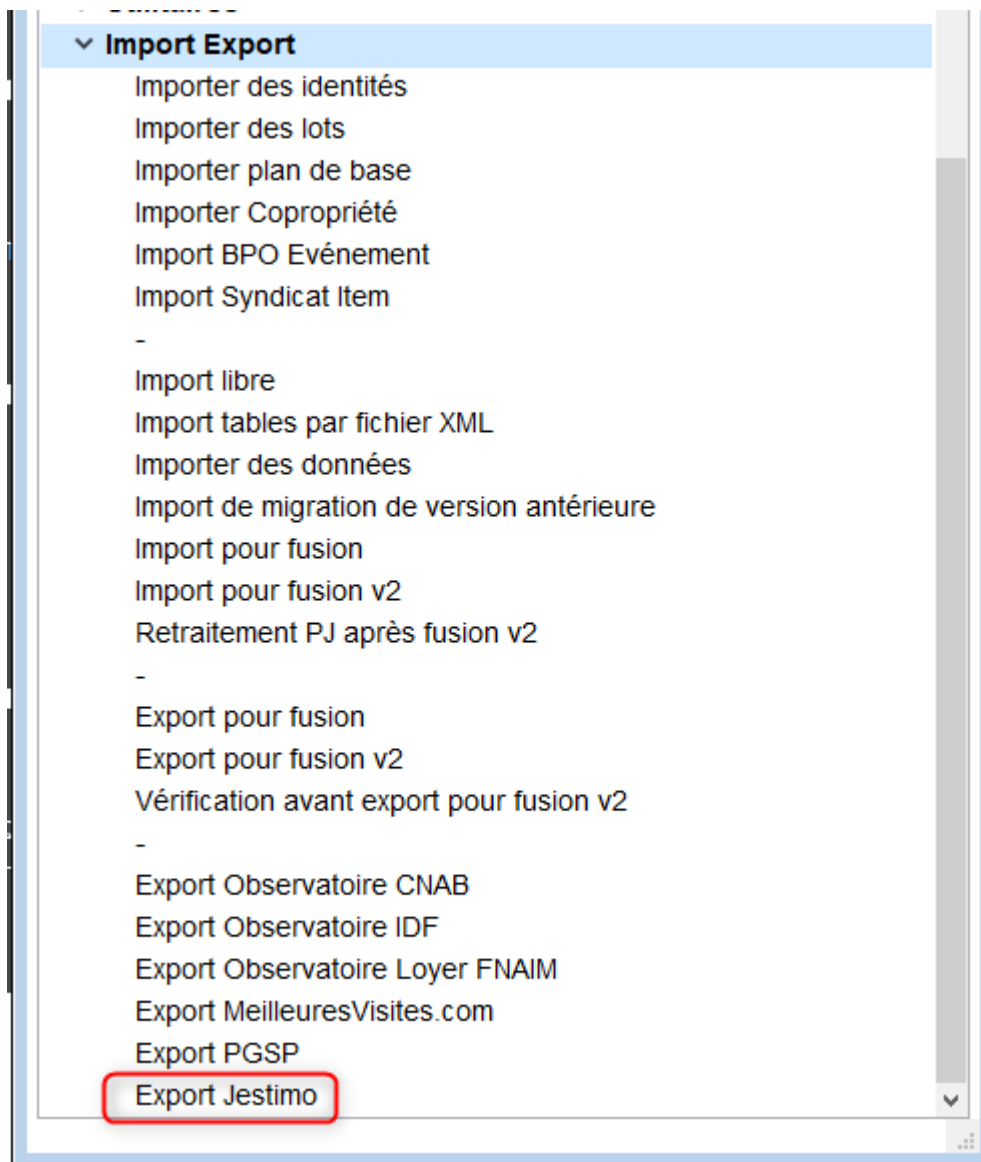 Import Export
Importer des identités
Importer des lots
Importer plan de base
Importer Copropriété
Import BPO Evénement
Import Syndicat Item
-
Import libre
Import tables par fichier XML
Importer des données
Import de migration de version antérieure
Import pour fusion
Import pour fusion v2
Retraitement PJ après fusion v2
-
Export pour fusion
Export pour fusion v2
Vérification avant export pour fusion v2
-
Export Observatoire CNAB
Export Observatoire IDF
Export Observatoire Loyer FNAIM
Export MeilleuresVisites.com
Export PGSP
Export Jestimo